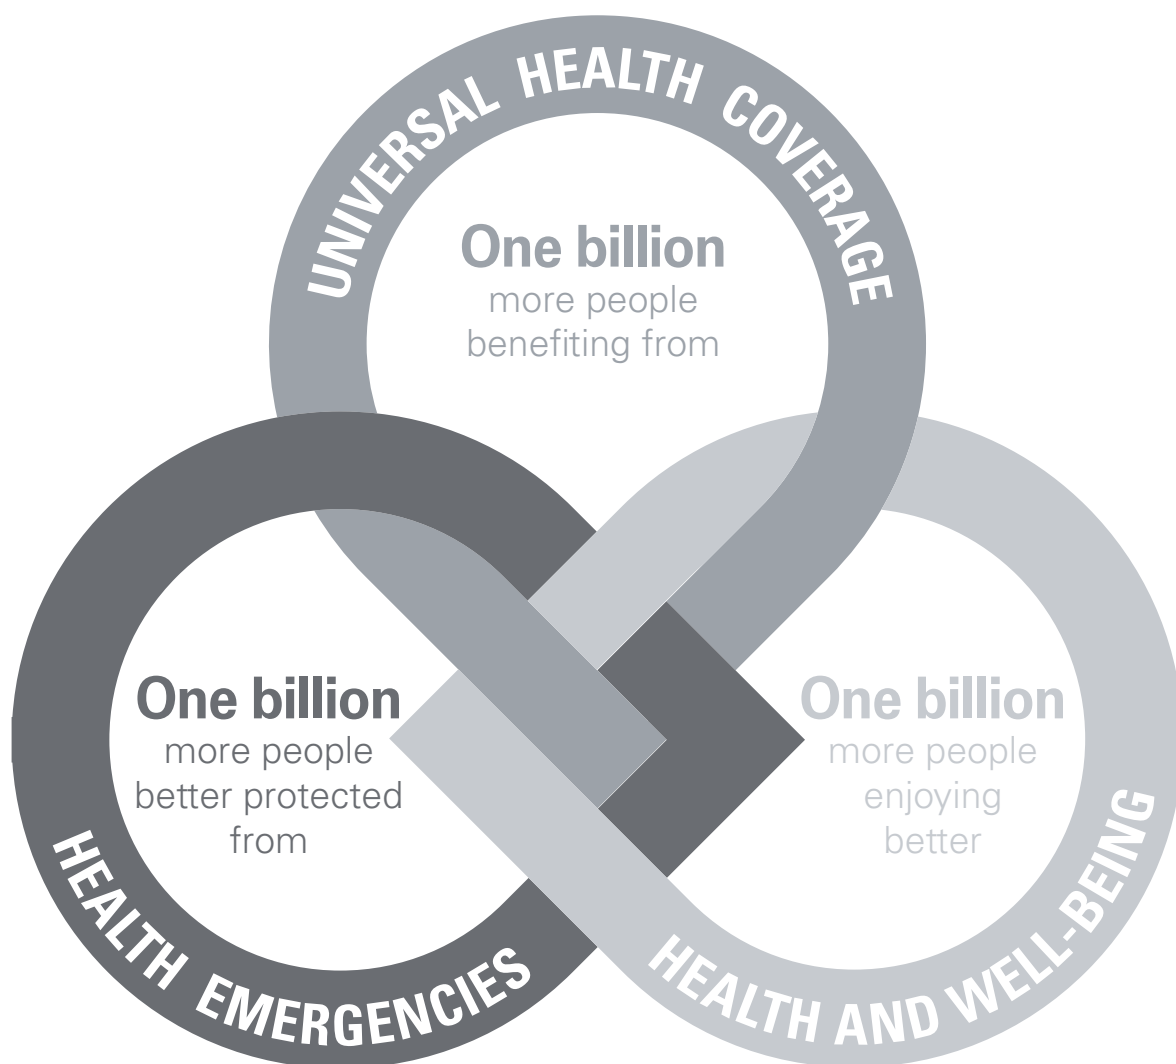 UNIVERSAL HEALTH COVERAGE
One billion
more people
benefiting from
One billion
more people
better protected
from
HEALTH EMERGENCIES
One billion
more people
enjoying
better
HEALTH AND WELL-BEING